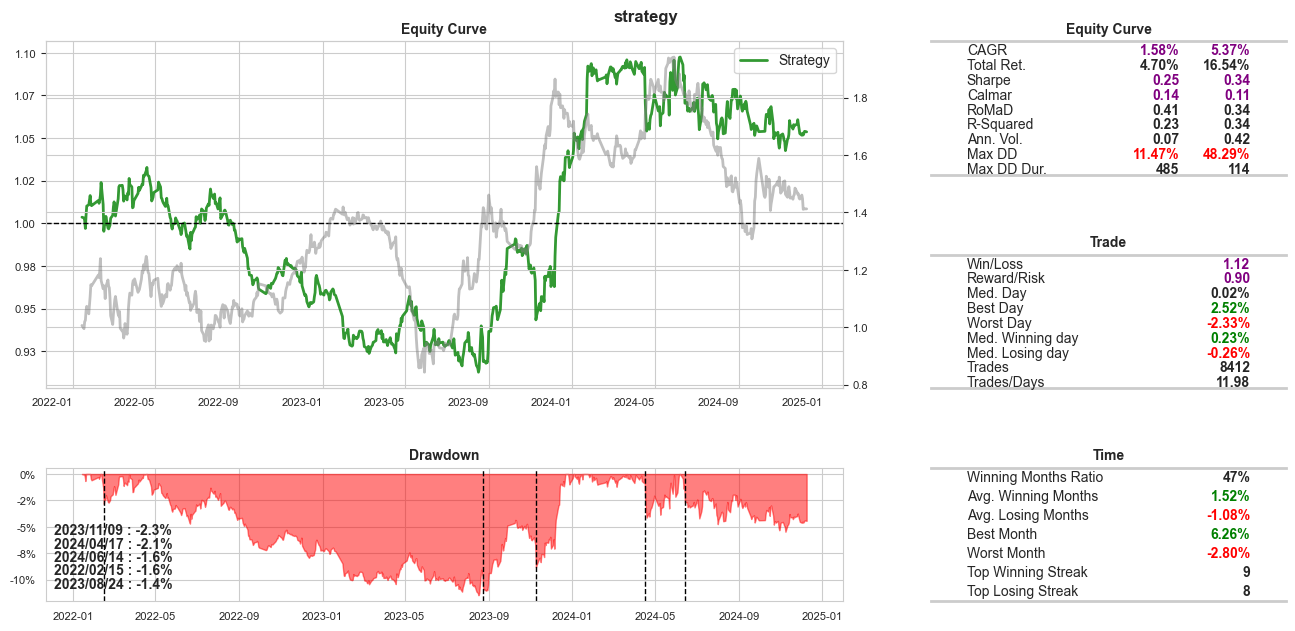 strategy
Equity Curve
Strategy
1.10
1.07
1.05
1.02
1.00
0.98
0.95
0.93
1.8
1.6
1.4
1.2
1.0
0.8
2022-01 2022-05 2022-09 2023-01 2023-05 2023-09 2024-01 2024-05 2024-09 2025-01
Equity Curve
CAGR 1.58% 5.37%
Total Ret. 4.70% 16.54%
Sharpe 0.25 0.34
Calmar 0.14 0.11
RoMaD 0.41 0.34
R-Squared 0.23 0.34
Ann. Vol. 0.07 0.42
Max DD 11.47% 48.29%
Max DD Dur. 485 114
Trade
Win/Loss 1.12
Reward/Risk 0.90
Med. Day 0.02%
Best Day 2.52%
Worst Day -2.33%
Med. Winning day 0.23%
Med. Losing day -0.26%
Trades 8412
Trades/Days 11.98
Drawdown
0%
-2%
-5%
-8%
-10%
2023/11/09 : -2.3%
2024/04/17 : -2.1%
2024/06/14 : -1.6%
2022/02/15 : -1.6%
2023/08/24 : -1.4%
2022-01 2022-05 2022-09 2023-01 2023-05 2023-09 2024-01 2024-05 2024-09 2025-01
Time
Winning Months Ratio 47%
Avg. Winning Months 1.52%
Avg. Losing Months -1.08%
Best Month 6.26%
Worst Month -2.80%
Top Winning Streak 9
Top Losing Streak 8